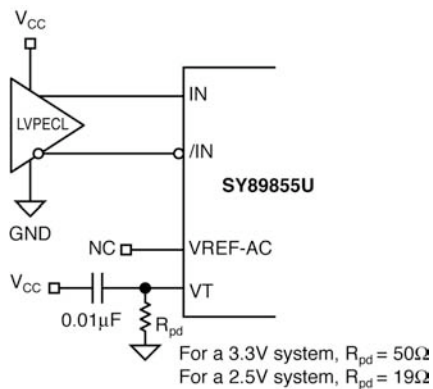 VCC
LVPECL
IN
/IN
SY89855U
GND
NC
VREF-AC
VCC
VT
0.01μF
Rpd
For a 3.3V system, Rpd = 50Ω
For a 2.5V system, Rpd = 19Ω